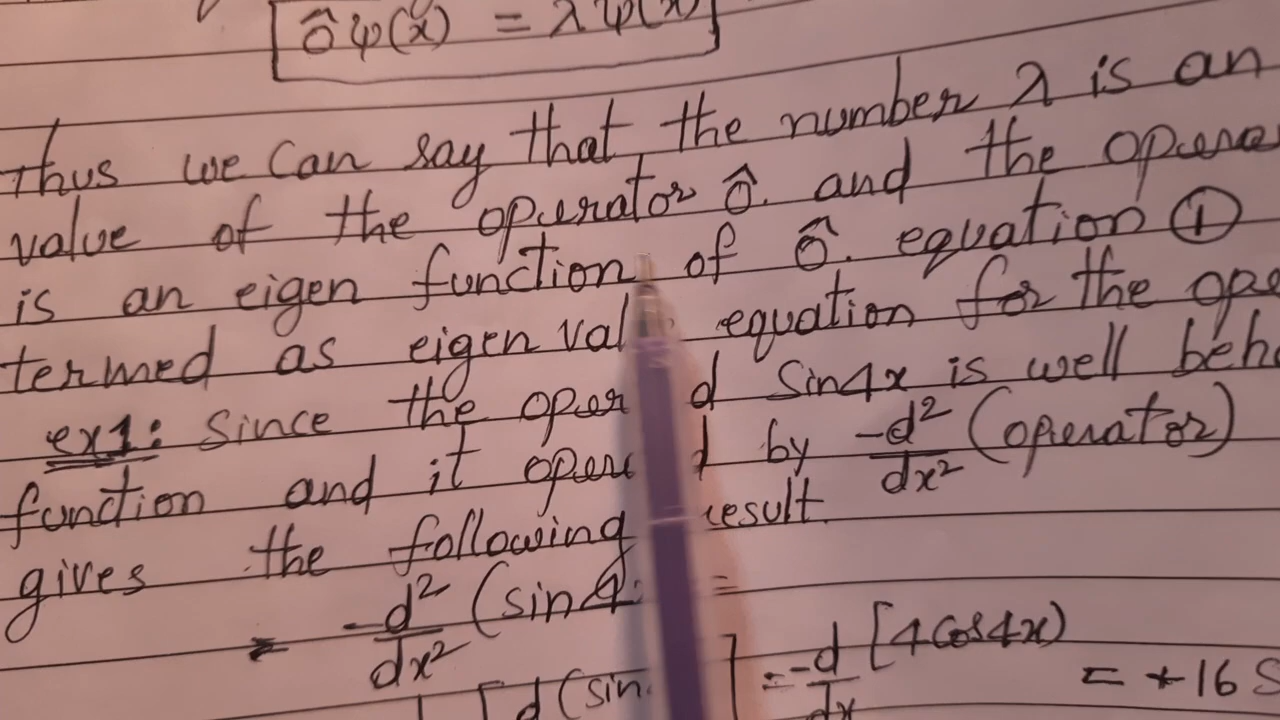 ô ψ(x) = λ ψ(x)
Thus we can say that the number λ is an
value of the operator ô. and the
is an eigen function of ô. equation ①
termed as eigen equation for the
ex1: Since the Sin4x is well
function and it by -d²/dx² (operator)
gives the following result.
= -d²/dx² (sin4 =
d(sin ] = -d/dx [4Cos4x)
= +16 S